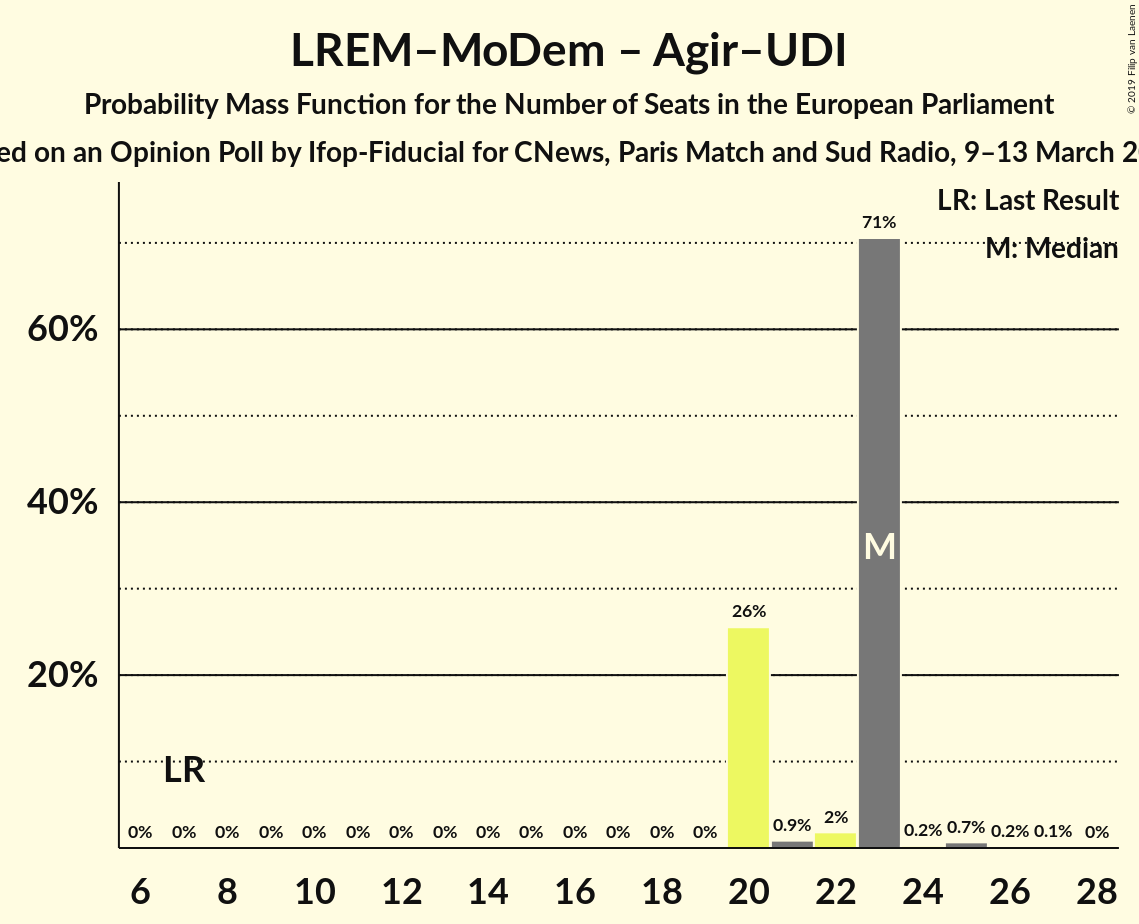 LREM–MoDem – Agir–UDI
Probability Mass Function for the Number of Seats in the European Parliament
on an Opinion Poll by Ifop-Fiducial for CNews, Paris Match and Sud Radio, 9–13 March
© 2019 Filip van Laenen
LR: Last Result
M: Median
71%
60%
40%
M
26%
20%
LR
0% 0% 0% 0% 0% 0% 0% 0% 0% 0% 0% 0% 0% 0% 0.9% 2% 0.2% 0.7% 0.2% 0.1% 0%
6 8 10 12 14 16 18 20 22 24 26 28